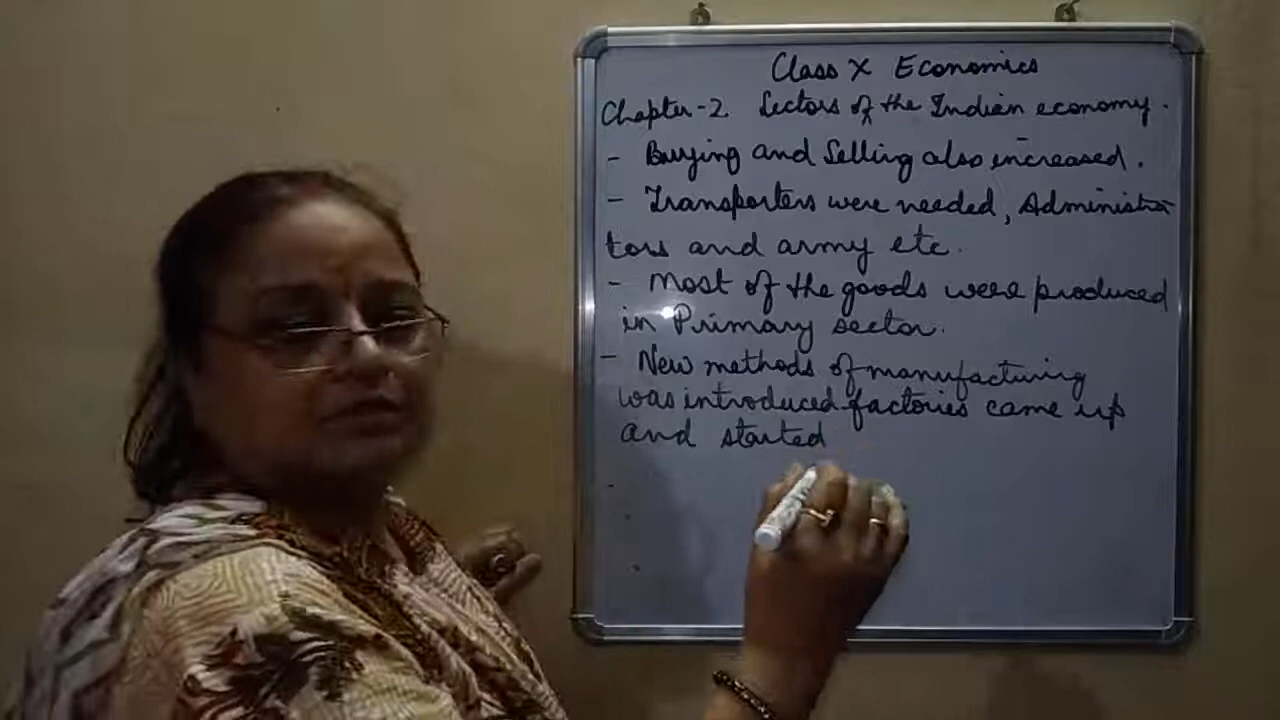 Class X Economics
Chapter-2 Sectors of the Indian economy.
- Buying and Selling also increased.
- Transporters were needed, Administra
tors and army etc.
- Most of the goods were produced
in Primary sector.
- New methods of manufacturing
was introduced factories came up
and started